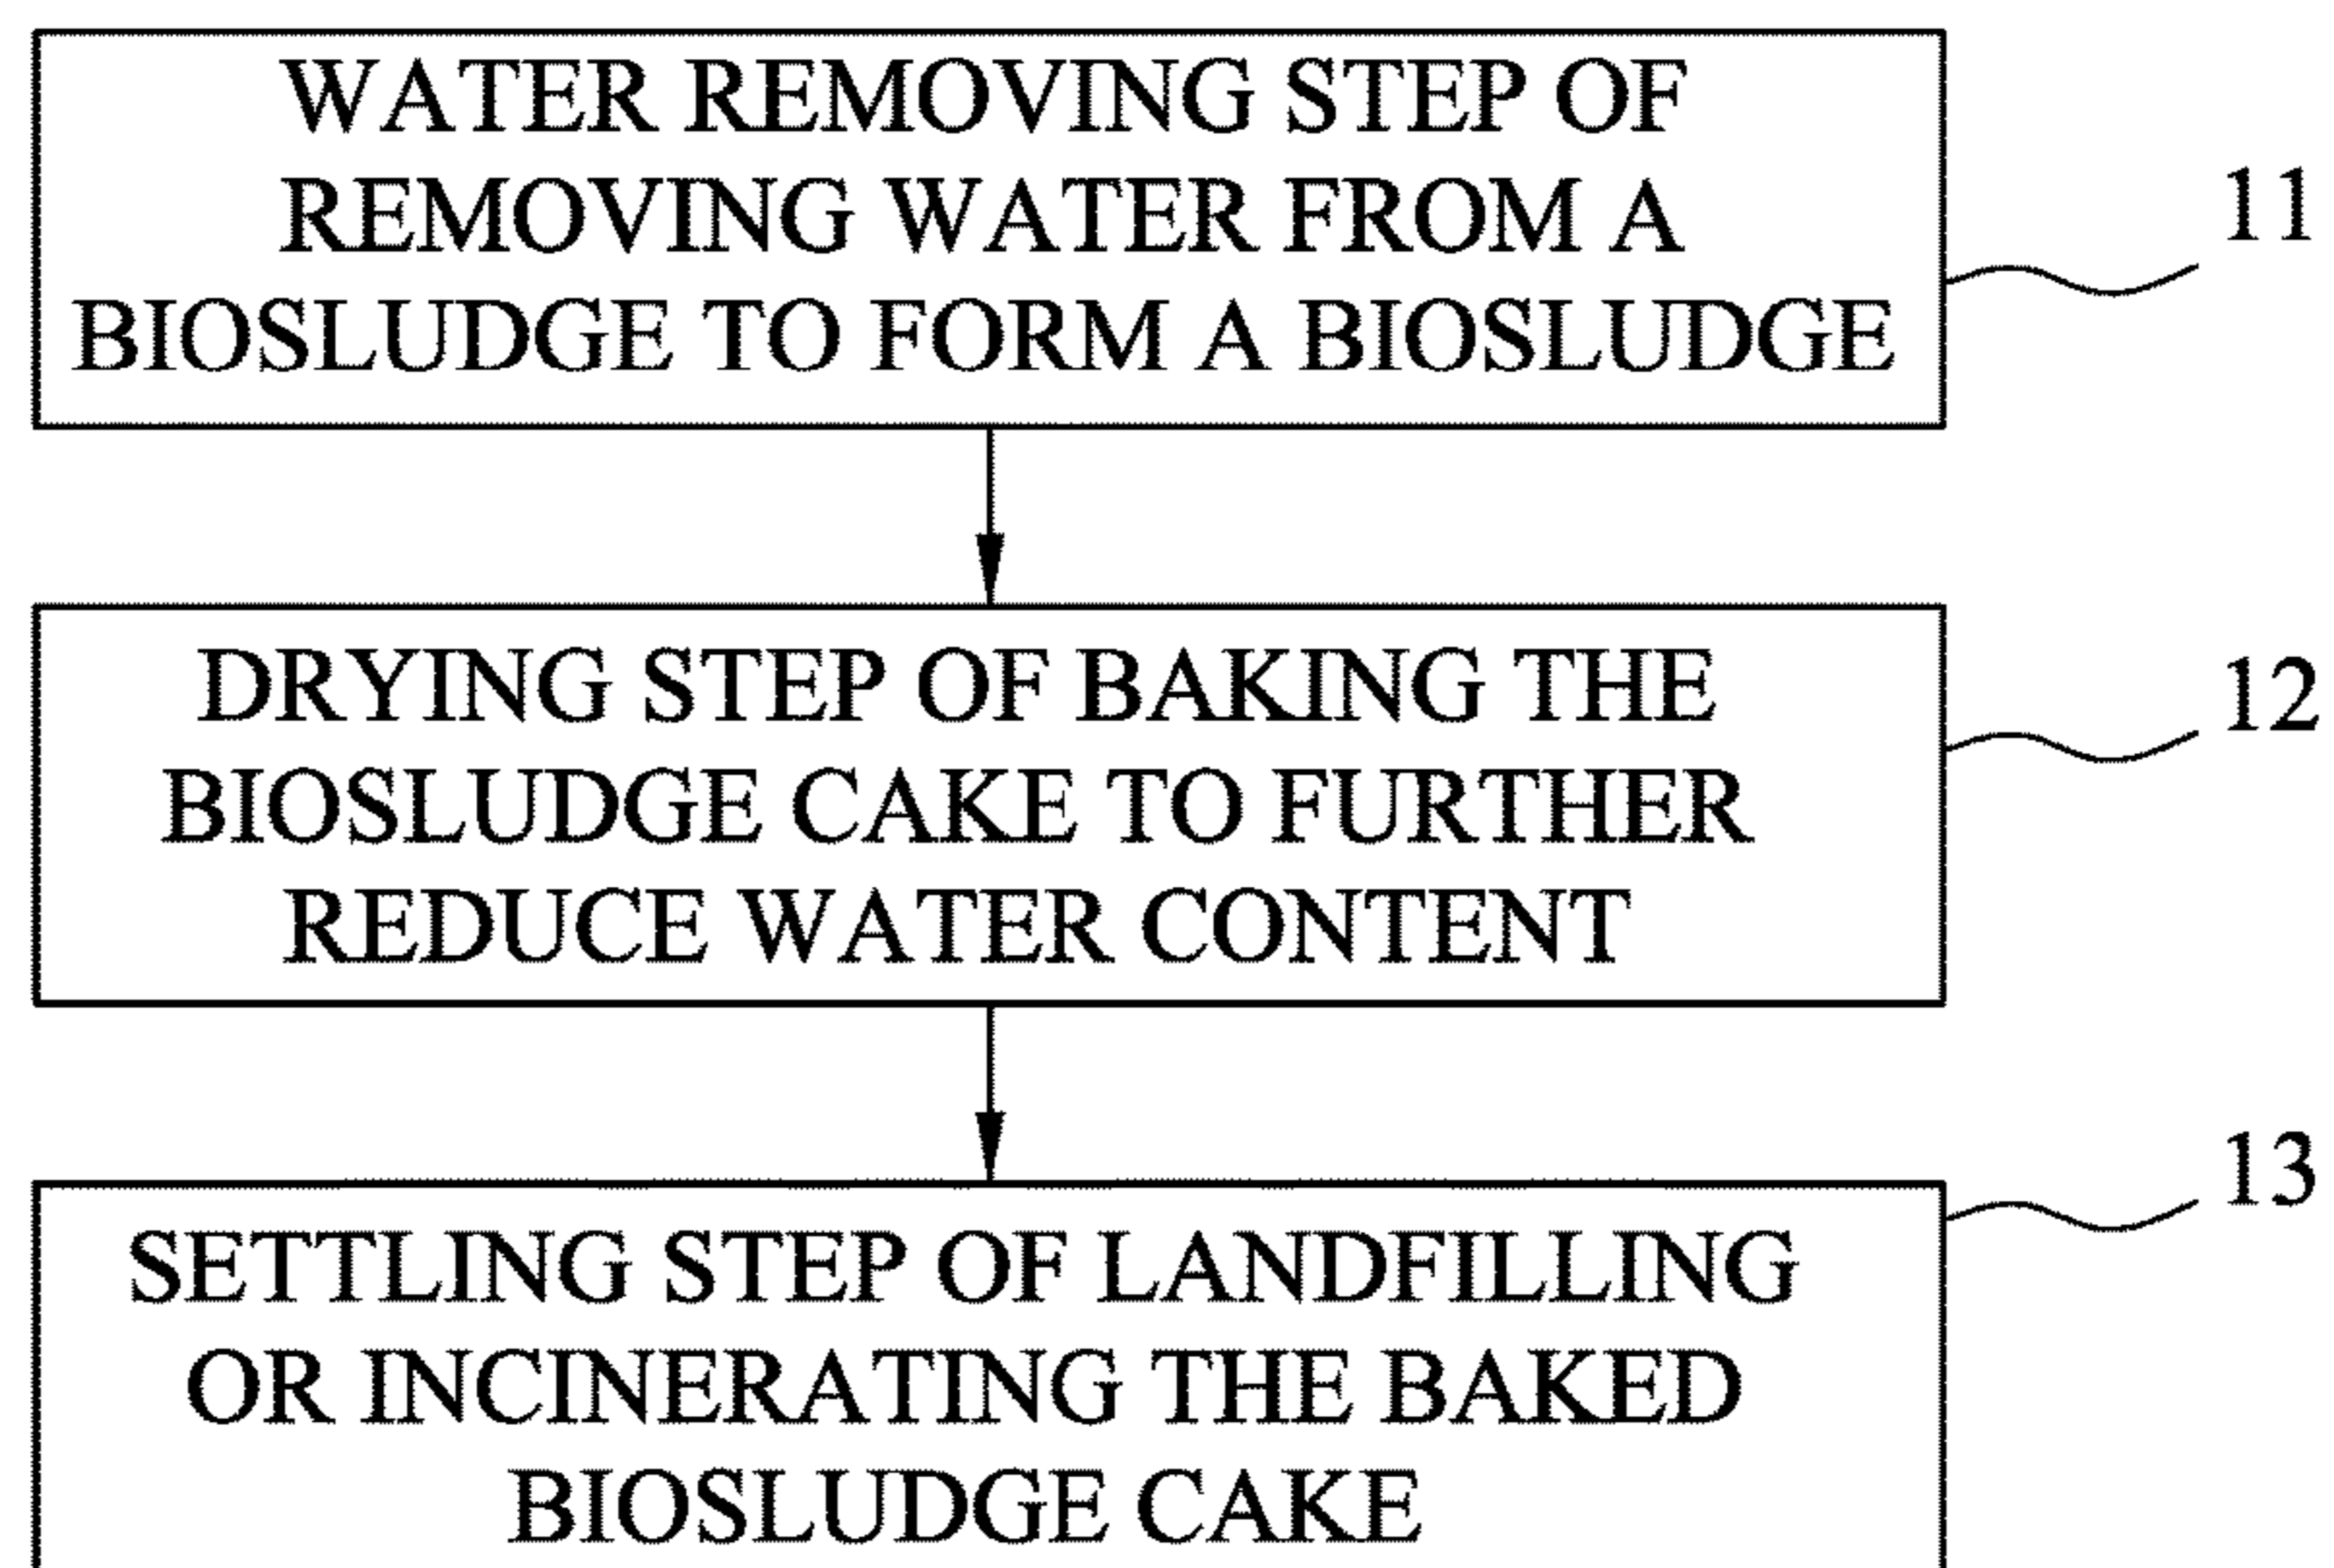 WATER REMOVING STEP OF
REMOVING WATER FROM A
BIOSLUDGE TO FORM A BIOSLUDGE
11
DRYING STEP OF BAKING THE
BIOSLUDGE CAKE TO FURTHER
REDUCE WATER CONTENT
12
SETTLING STEP OF LANDFILLING
OR INCINERATING THE BAKED
BIOSLUDGE CAKE
13